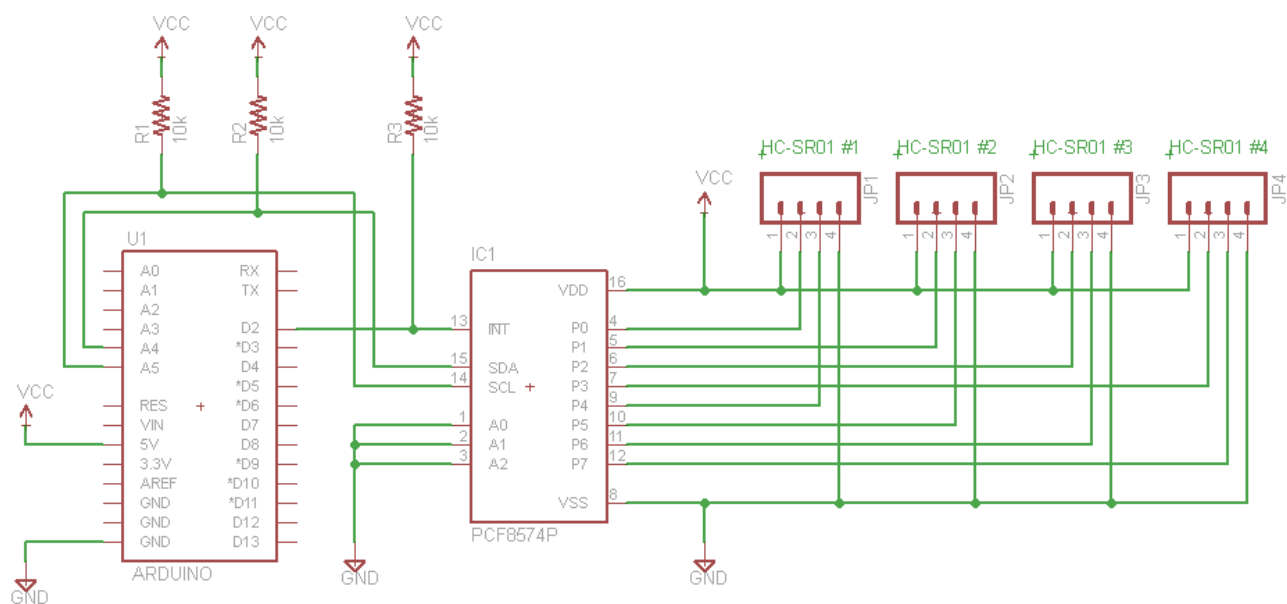 VCC
VCC
VCC
R1
10k
R2
10k
R3
10k
HC-SR01 #1
HC-SR01 #2
HC-SR01 #3
HC-SR01 #4
VCC
JP1
JP2
JP3
JP4
1 2 3 4
1 2 3 4
1 2 3 4
1 2 3 4
U1
A0 RX
A1 TX
A2
A3 D2
A4 *D3
A5 D4
*D5
RES *D6
VIN D7
5V D8
3.3V *D9
AREF *D10
GND *D11
GND D12
GND D13
ARDUINO
VCC
GND
IC1
VDD 16
13 INT P0 4
P1 5
15 SDA P2 6
14 SCL P3 7
P4 9
1 A0 P5 10
2 A1 P6 11
3 A2 P7 12
VSS 8
PCF8574P
GND
GND